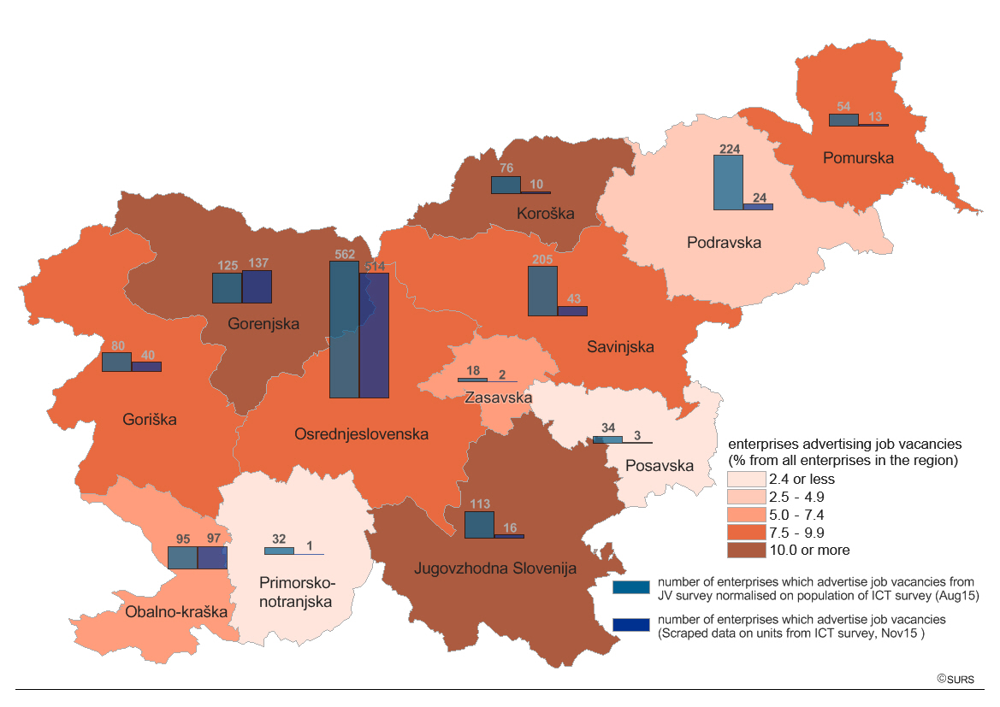 54
13
Pomurska
224
24
Podravska
76
10
Koroška
125
137
Gorenjska
562
514
Osrednjeslovenska
205
43
Savinjska
80
40
Goriška
18
2
Zasavska
34
3
Posavska
113
16
Jugovzhodna Slovenija
95
97
Obalno-kraška
32
1
Primorsko-
notranjska
enterprises advertising job vacancies
(% from all enterprises in the region)
2.4 or less
2.5 - 4.9
5.0 - 7.4
7.5 - 9.9
10.0 or more
number of enterprises which advertise job vacancies from
JV survey normalised on population of ICT survey (Aug15)
number of enterprises which advertise job vacancies
(Scraped data on units from ICT survey, Nov15 )
©SURS